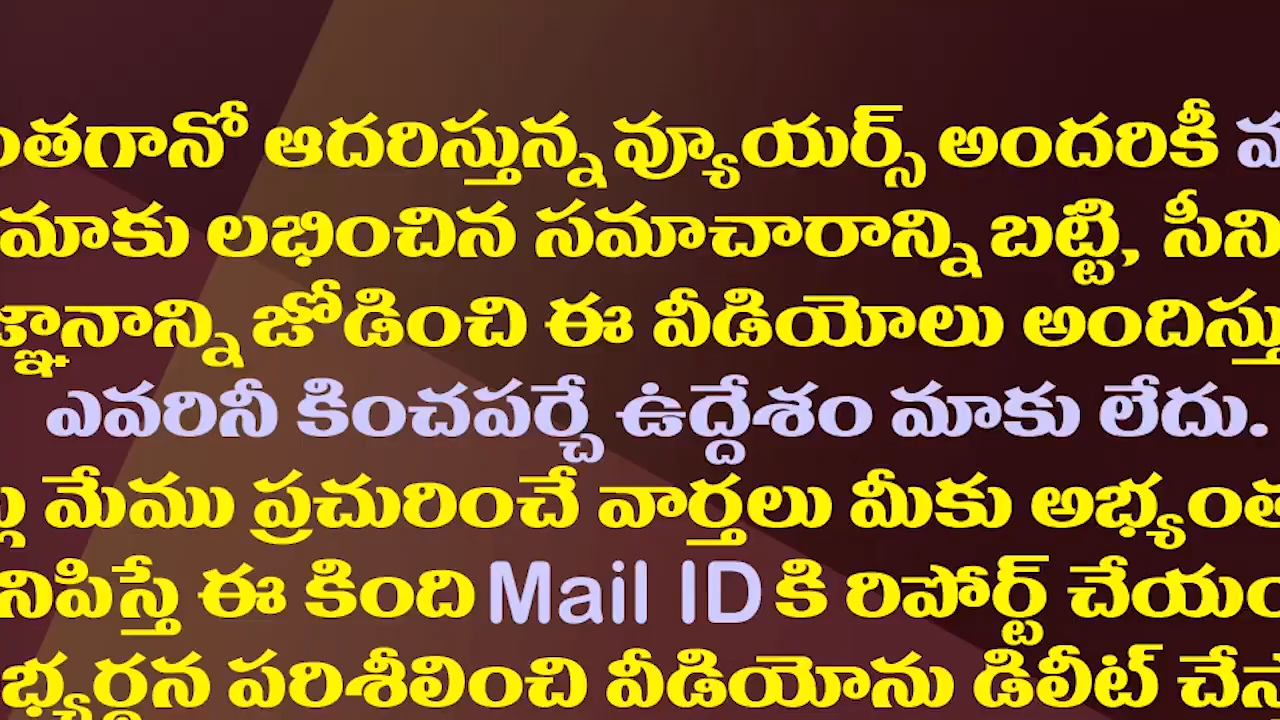 ఆదరిస్తున్న వ్యూయర్స్ అందరికీ
మాకు లభించిన సమాచారాన్ని బట్టి,
జోడించి ఈ వీడియోలు
ఎవరినీ కించపర్చే ఉద్దేశం మాకు లేదు.
మేము ప్రచురించే వార్తలు మీకు
ఈ కింది Mail ID కి రిపోర్ట్
పరిశీలించి వీడియోను డిలీట్